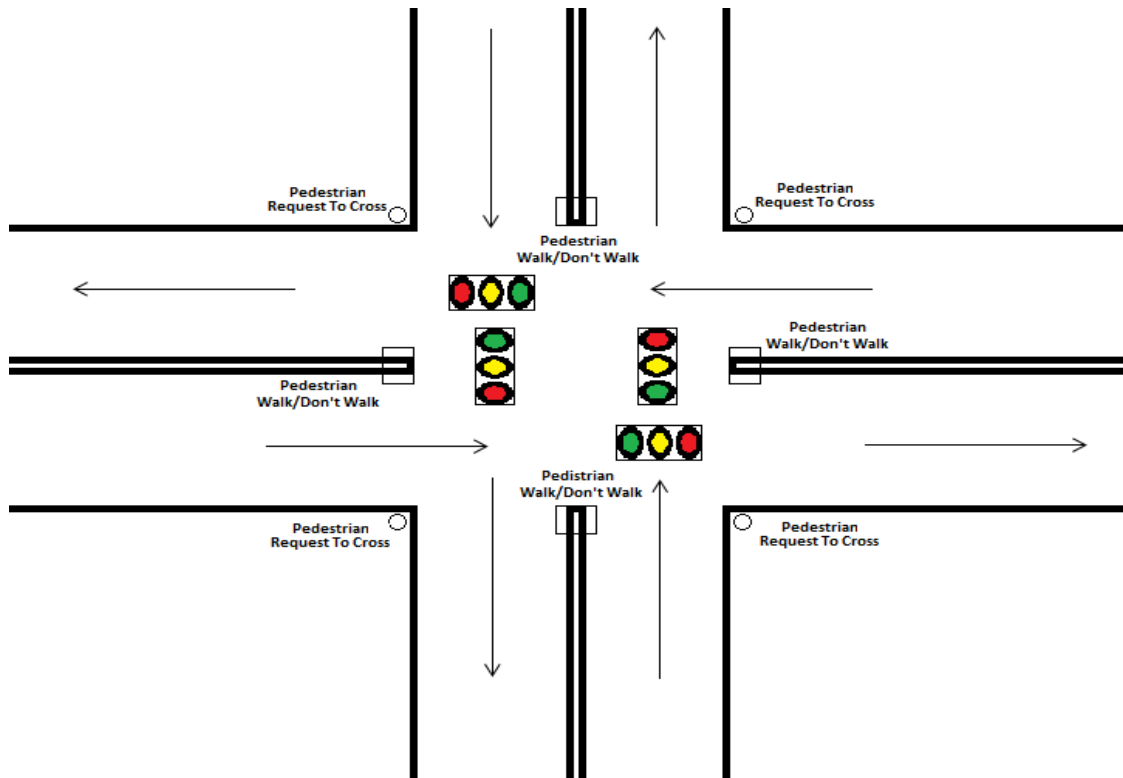 Pedestrian
Request To Cross
Pedestrian
Request To Cross
Pedestrian
Walk/Don't Walk
Pedestrian
Walk/Don't Walk
Pedestrian
Walk/Don't Walk
Pedistrian
Walk/Don't Walk
Pedestrian
Request To Cross
Pedestrian
Request To Cross